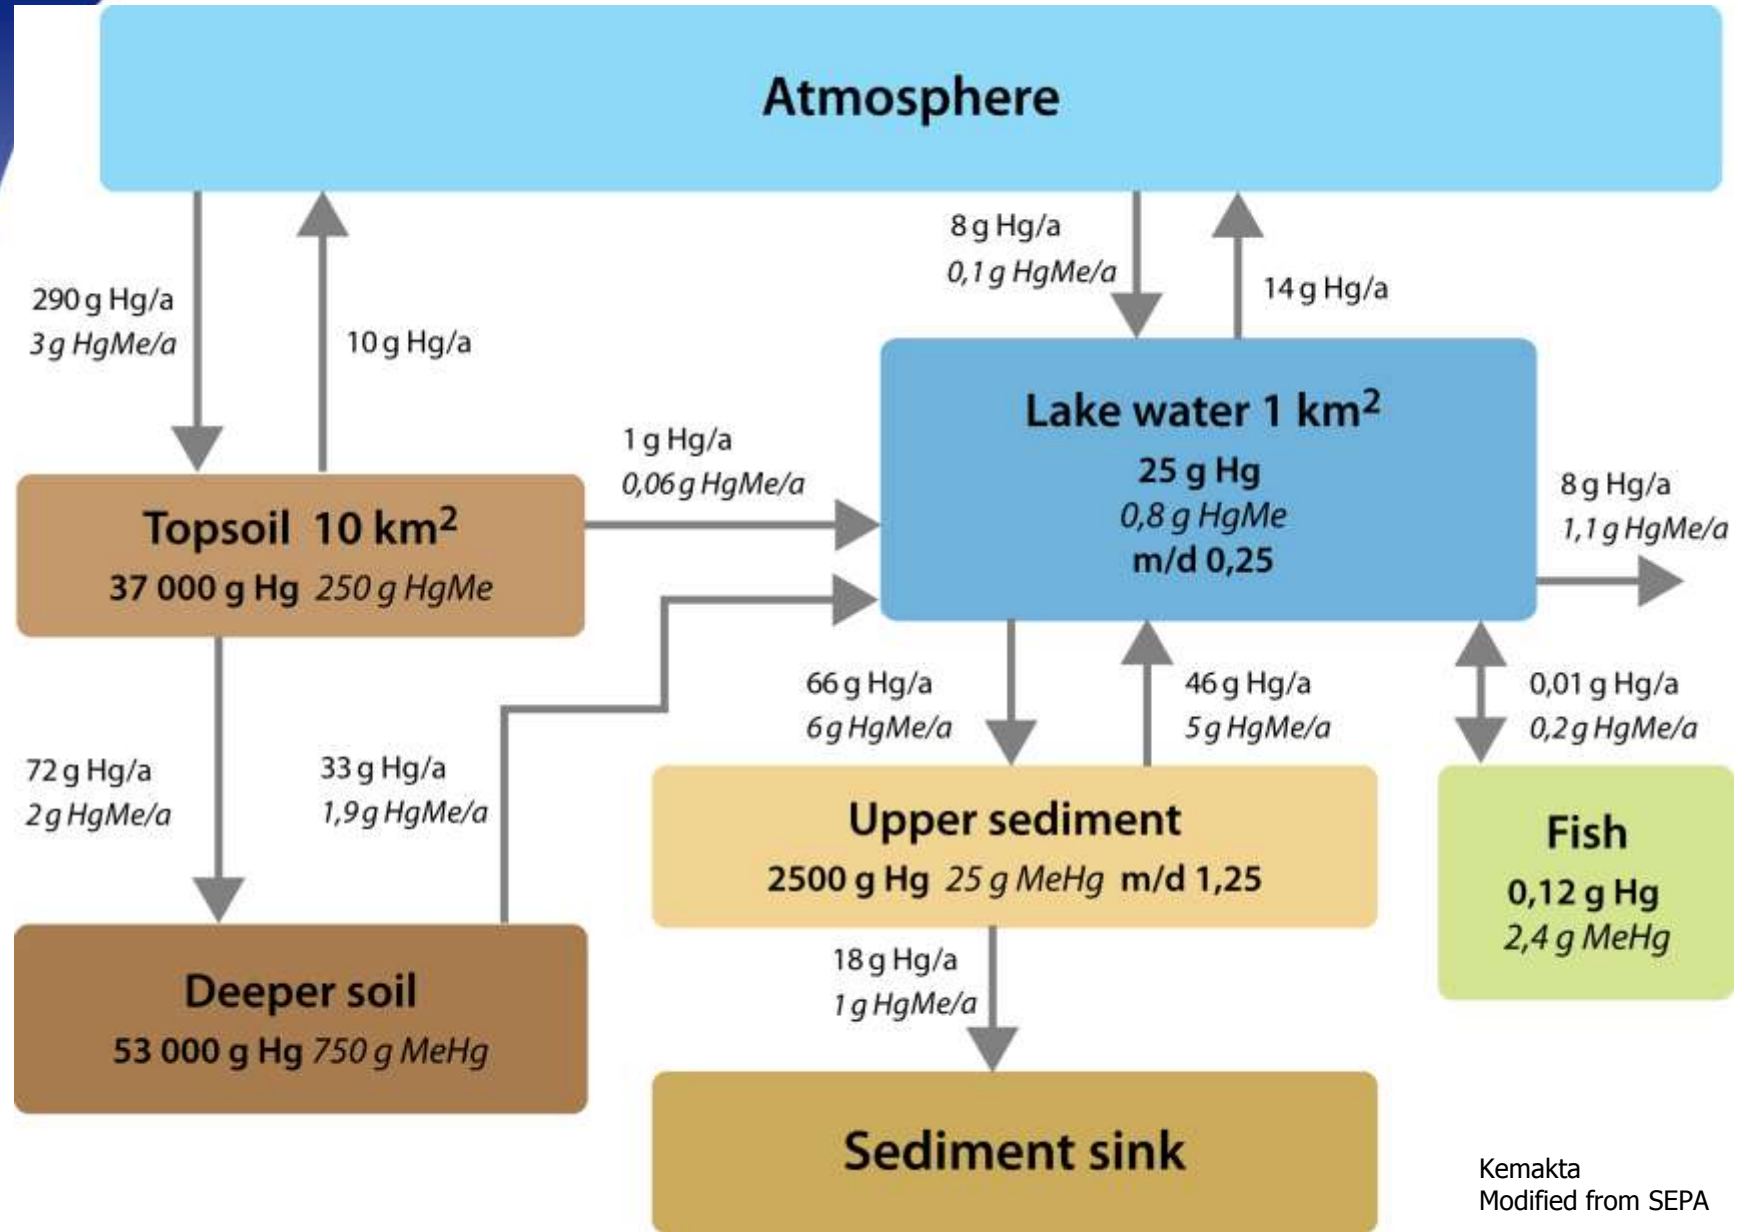 Atmosphere
290 g Hg/a
3 g HgMe/a
10 g Hg/a
8 g Hg/a
0,1 g HgMe/a
14 g Hg/a
Topsoil 10 km²
37 000 g Hg 250 g HgMe
1 g Hg/a
0,06 g HgMe/a
Lake water 1 km²
25 g Hg
0,8 g HgMe
m/d 0,25
8 g Hg/a
1,1 g HgMe/a
72 g Hg/a
2 g HgMe/a
33 g Hg/a
1,9 g HgMe/a
66 g Hg/a
6 g HgMe/a
46 g Hg/a
5 g HgMe/a
0,01 g Hg/a
0,2 g HgMe/a
Upper sediment
2500 g Hg 25 g MeHg m/d 1,25
Fish
0,12 g Hg
2,4 g MeHg
Deeper soil
53 000 g Hg 750 g MeHg
18 g Hg/a
1 g HgMe/a
Sediment sink
Kemakta
Modified from SEPA